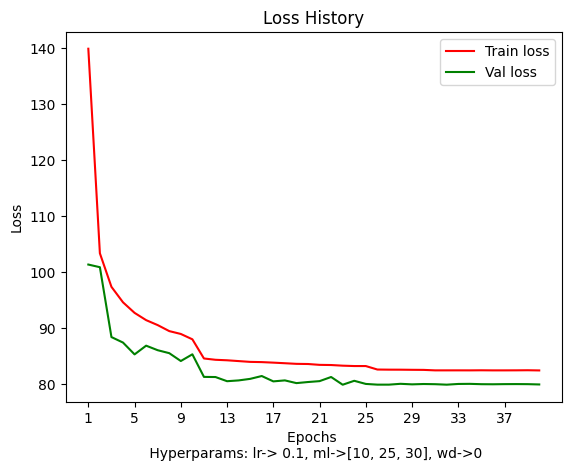 Loss History
Train loss
Val loss
Loss
140
130
120
110
100
90
80
1 5 9 13 17 21 25 29 33 37
Epochs
Hyperparams: lr-> 0.1, ml->[10, 25, 30], wd->0